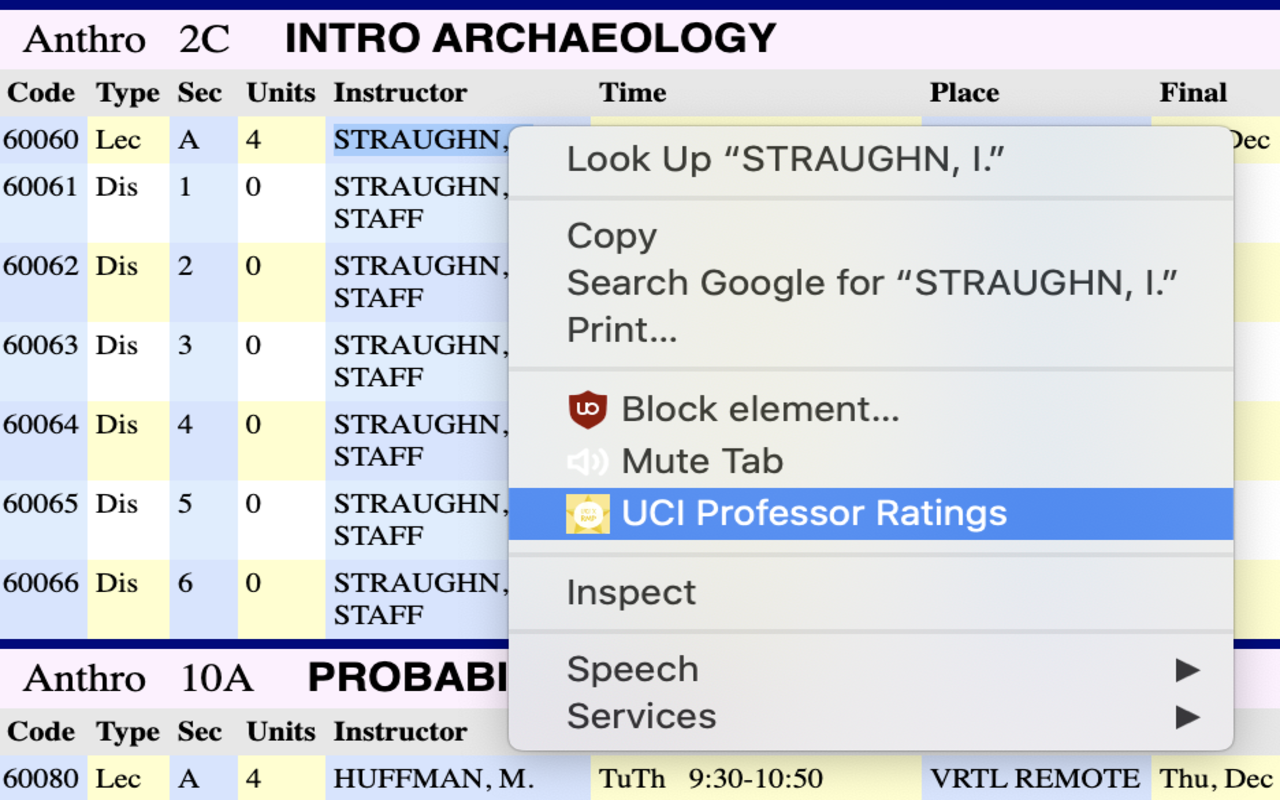 Anthro 2C INTRO ARCHAEOLOGY
Code Type Sec Units Instructor Time Place Final
60060 Lec A 4 STRAUGHN, Dec
60061 Dis 1 0 STRAUGHN,
STAFF
60062 Dis 2 0 STRAUGHN,
STAFF
60063 Dis 3 0 STRAUGHN,
STAFF
60064 Dis 4 0 STRAUGHN,
STAFF
60065 Dis 5 0 STRAUGHN,
STAFF
60066 Dis 6 0 STRAUGHN,
STAFF
Look Up “STRAUGHN, I.”
Copy
Search Google for “STRAUGHN, I.”
Print...
Block element...
Mute Tab
UCI Professor Ratings
Inspect
Speech
Services
Anthro 10A PROBABI
Code Type Sec Units Instructor
60080 Lec A 4 HUFFMAN, M. TuTh 9:30-10:50 VRTL REMOTE Thu, Dec